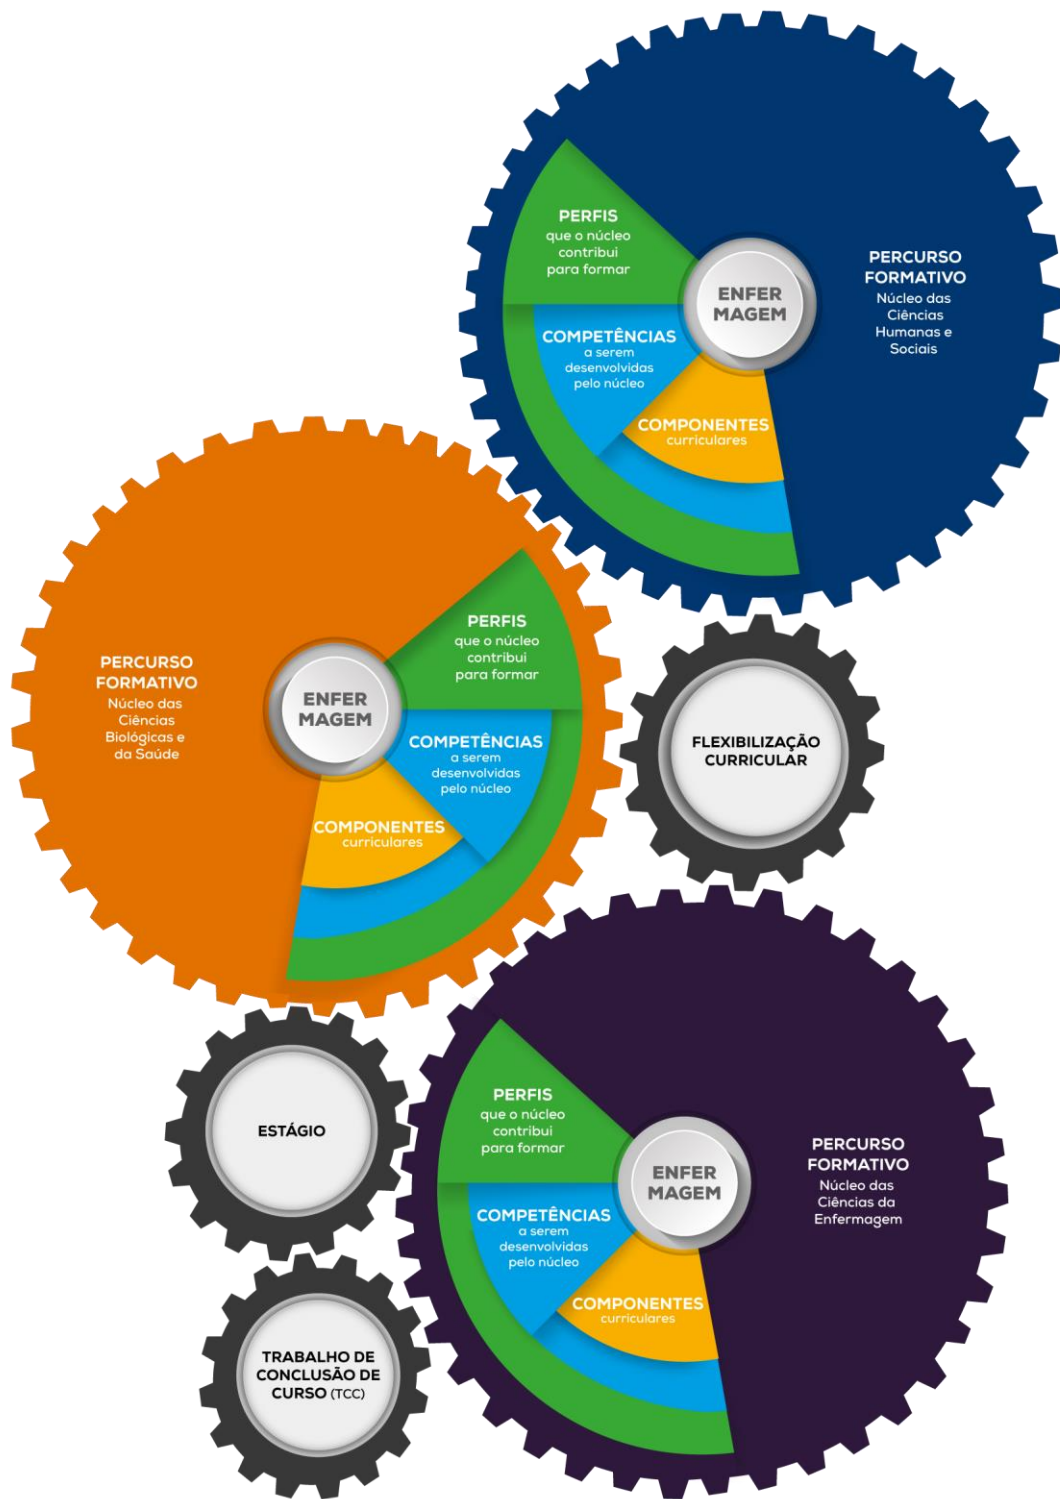 PERFIS
que o núcleo
contribui
para formar
ENFER
MAGEM
PERCURSO
FORMATIVO
Núcleo das
Ciências
Humanas e
Sociais
COMPETÊNCIAS
a serem
desenvolvidas
pelo núcleo
COMPONENTES
curriculares
PERCURSO
FORMATIVO
Núcleo das
Ciências
Biológicas e
da Saúde
ENFER
MAGEM
PERFIS
que o núcleo
contribui
para formar
COMPETÊNCIAS
a serem
desenvolvidas
pelo núcleo
COMPONENTES
curriculares
FLEXIBILIZAÇÃO
CURRICULAR
ESTÁGIO
PERFIS
que o núcleo
contribui
para formar
ENFER
MAGEM
PERCURSO
FORMATIVO
Núcleo das
Ciências da
Enfermagem
COMPETÊNCIAS
a serem
desenvolvidas
pelo núcleo
COMPONENTES
curriculares
TRABALHO DE
CONCLUSÃO DE
CURSO (TCC)